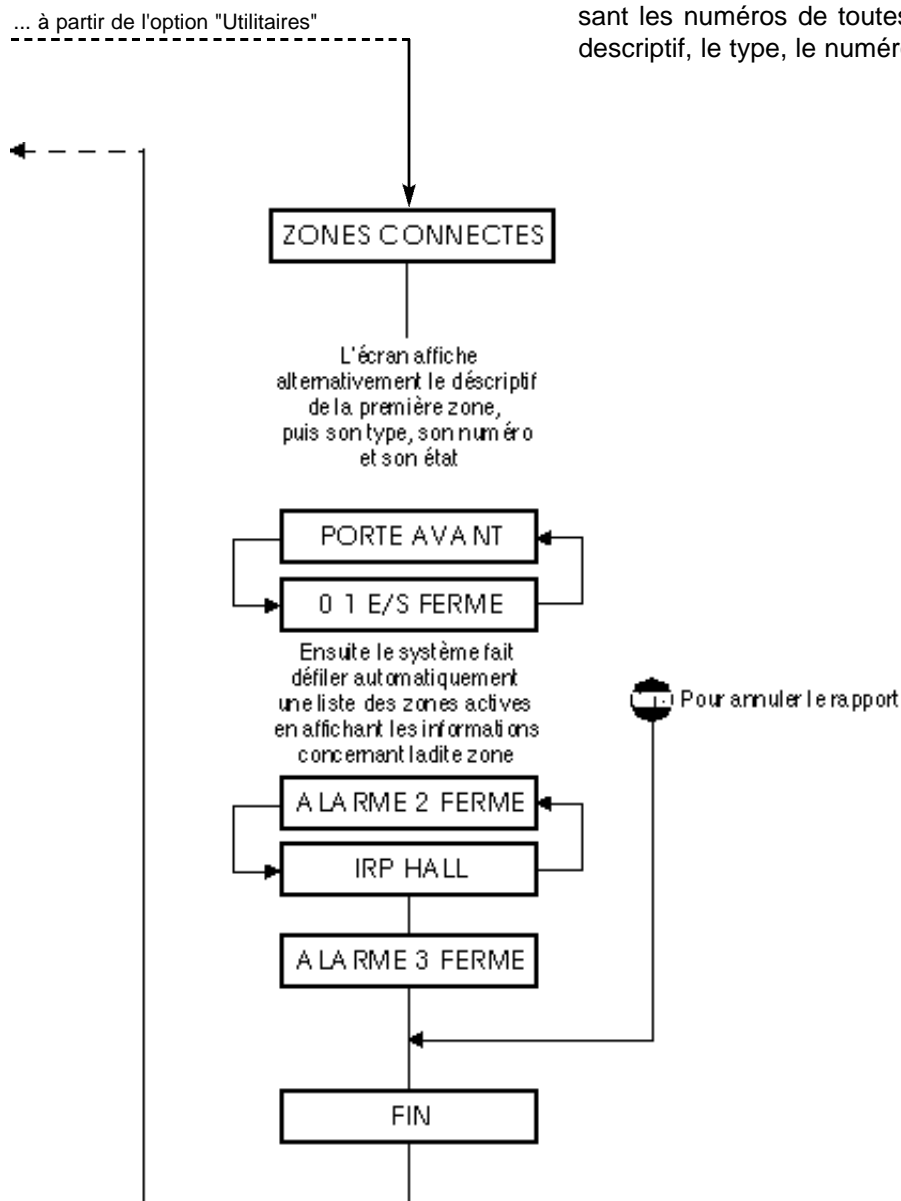 ... à partir de l'option "Utilitaires"
sant les numéros de toutes
descriptif, le type, le numér
ZONES CONNECTES
L'écran affiche
alternativement le déscriptif
de la première zone,
puis son type, son numéro
et son état
PORTE AVANT
0 1 E/S FERME
Ensuite le système fait
défiler automatiquement
une liste des zones actives
en affichant les informations
concernant ladite zone
Pour annuler le rapport
ALARME 2 FERME
IRP HALL
ALARME 3 FERME
FIN